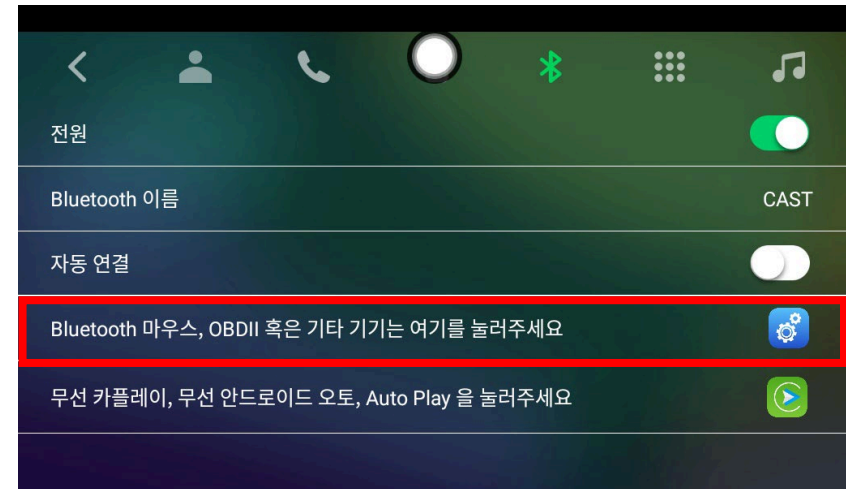 전원
Bluetooth 이름
CAST
자동 연결
Bluetooth 마우스, OBDII 혹은 기타 기기는 여기를 눌러주세요
무선 카플레이, 무선 안드로이드 오토, Auto Play 을 눌러주세요